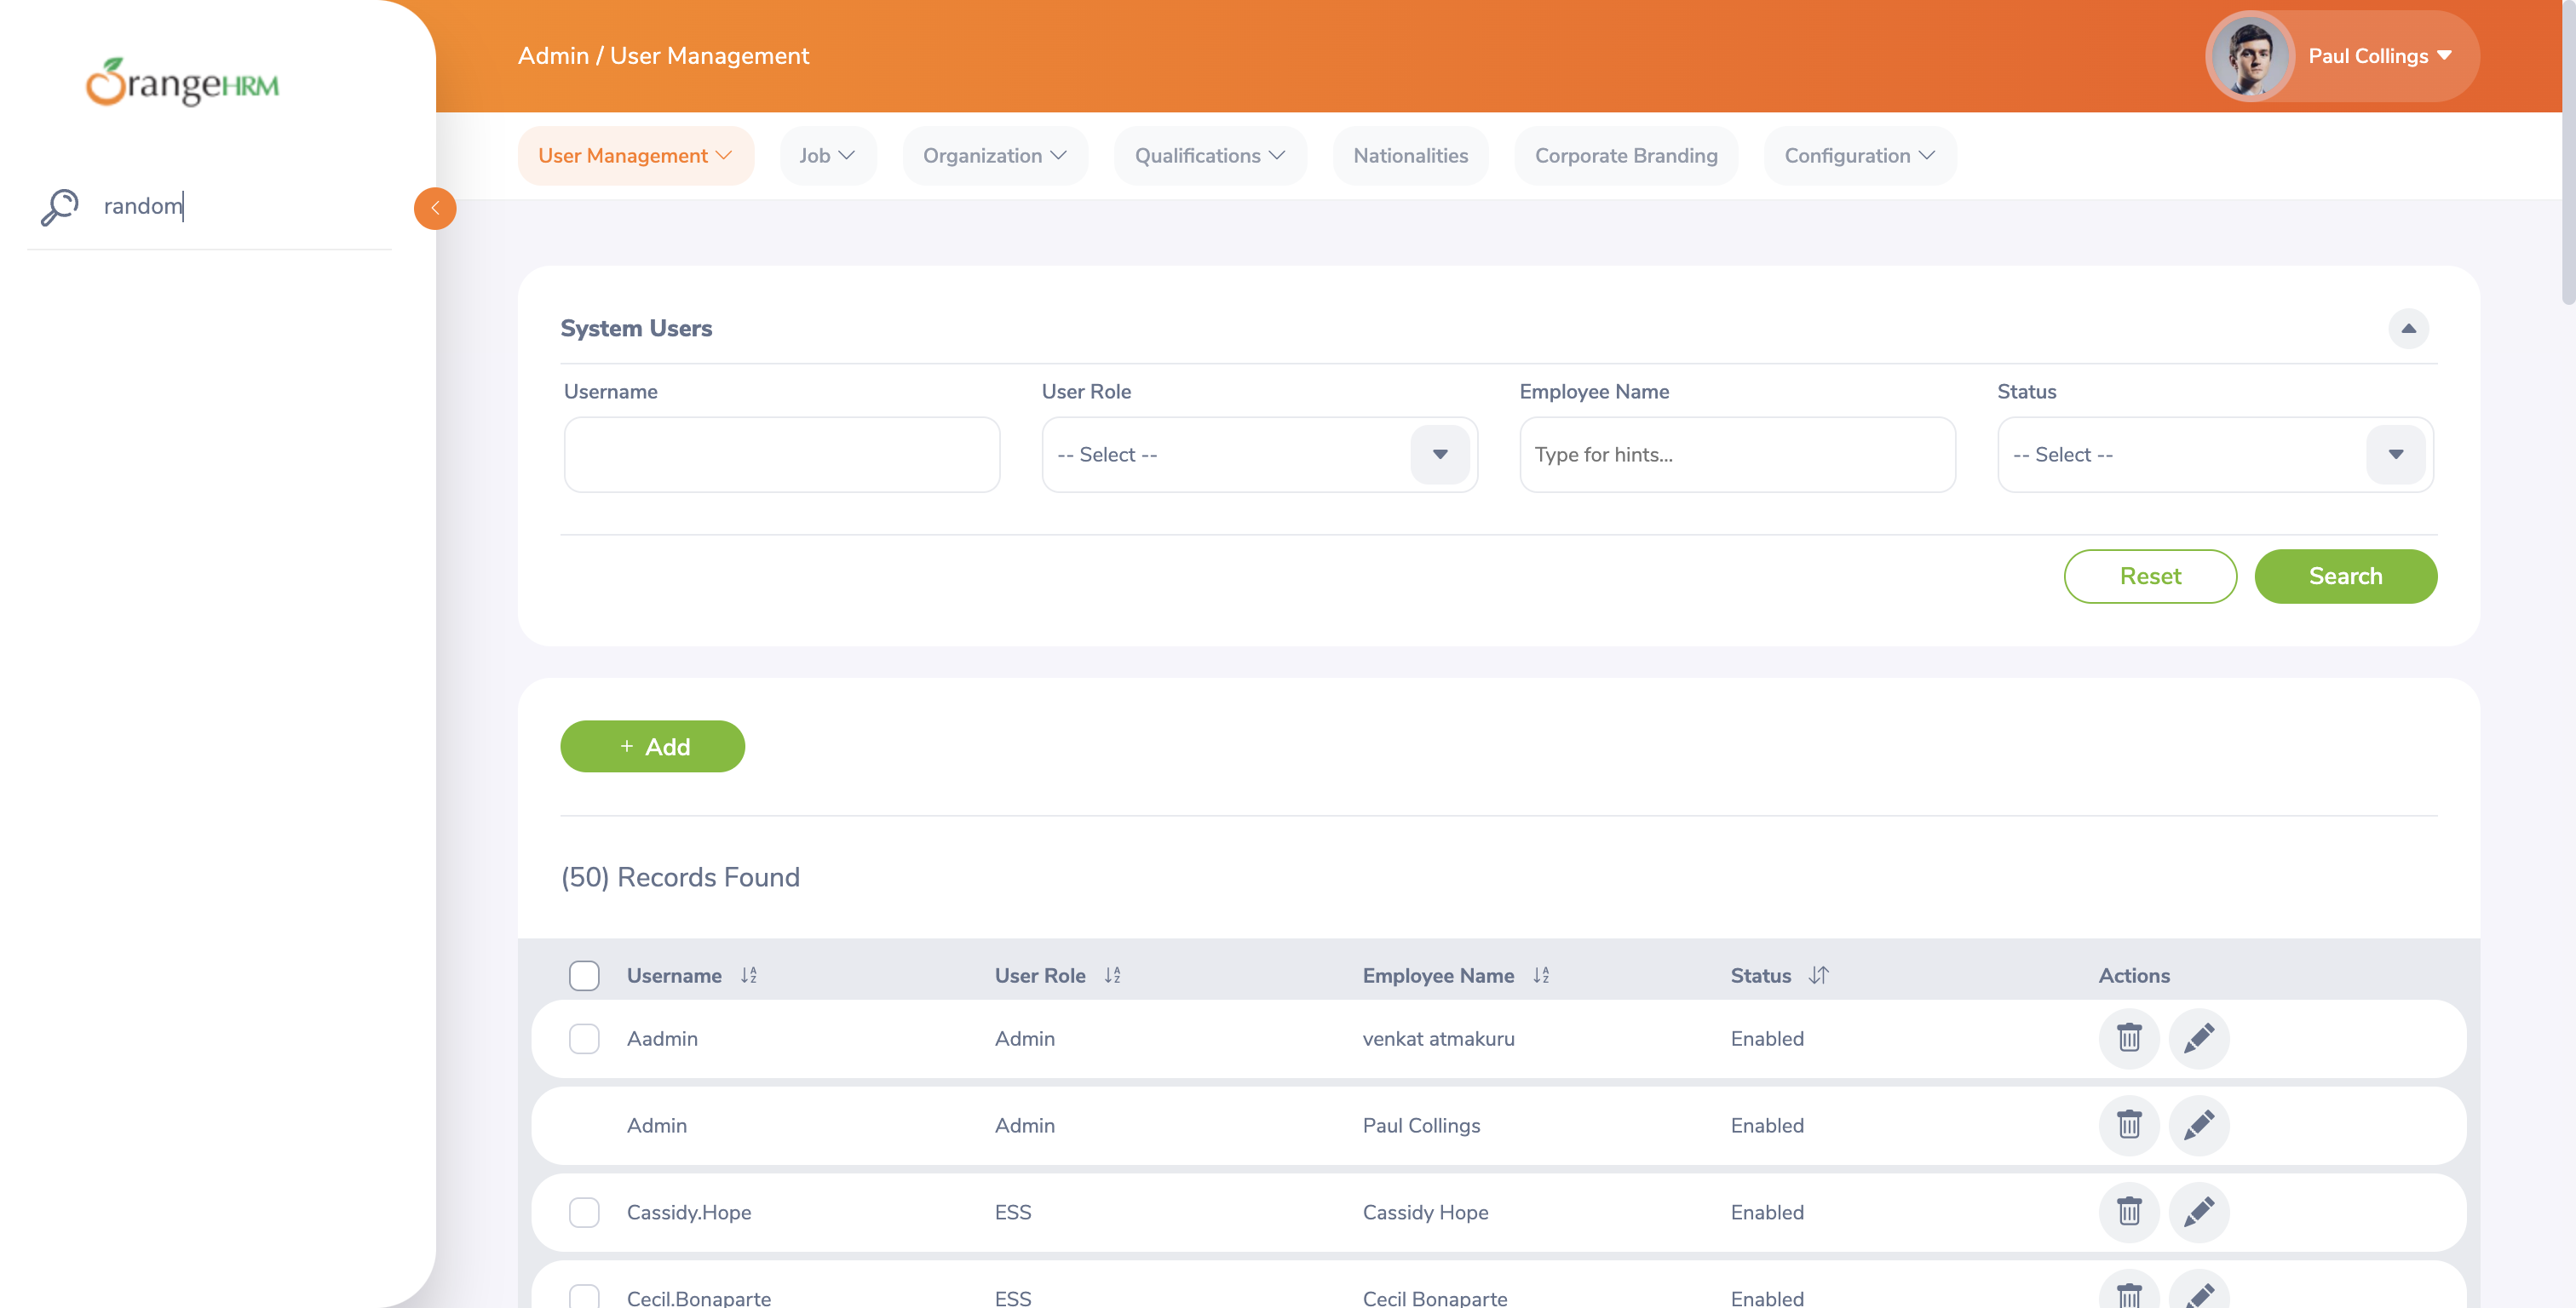 OrangeHRM
random
Admin / User Management
Paul Collings
User Management
Job
Organization
Qualifications
Nationalities
Corporate Branding
Configuration
System Users
Username
User Role
Employee Name
Status
-- Select --
Type for hints...
-- Select --
Reset
Search
+ Add
(50) Records Found
Username User Role Employee Name Status Actions
Aadmin Admin venkat atmakuru Enabled
Admin Admin Paul Collings Enabled
Cassidy.Hope ESS Cassidy Hope Enabled
Cecil.Bonaparte ESS Cecil Bonaparte Enabled